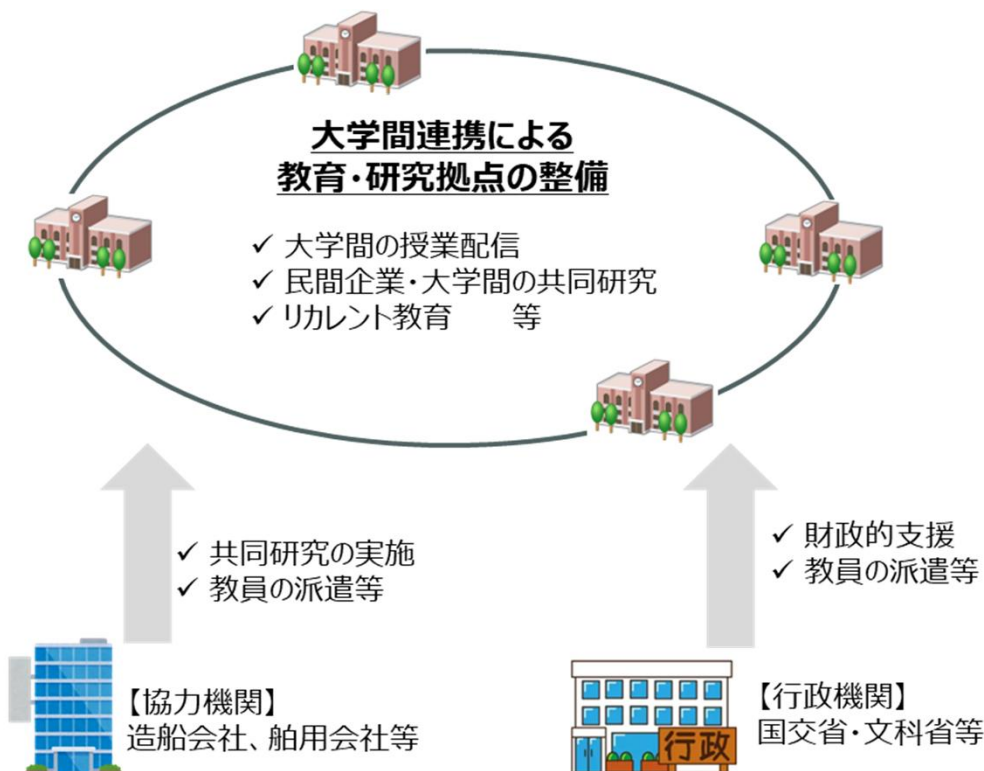 大学間連携による
教育・研究拠点の整備
✓ 大学間の授業配信
✓ 民間企業・大学間の共同研究
✓ リカレント教育　　等
✓ 共同研究の実施
✓ 教員の派遣等
✓ 財政的支援
✓ 教員の派遣等
【協力機関】
造船会社、舶用会社等
行政
【行政機関】
国交省・文科省等